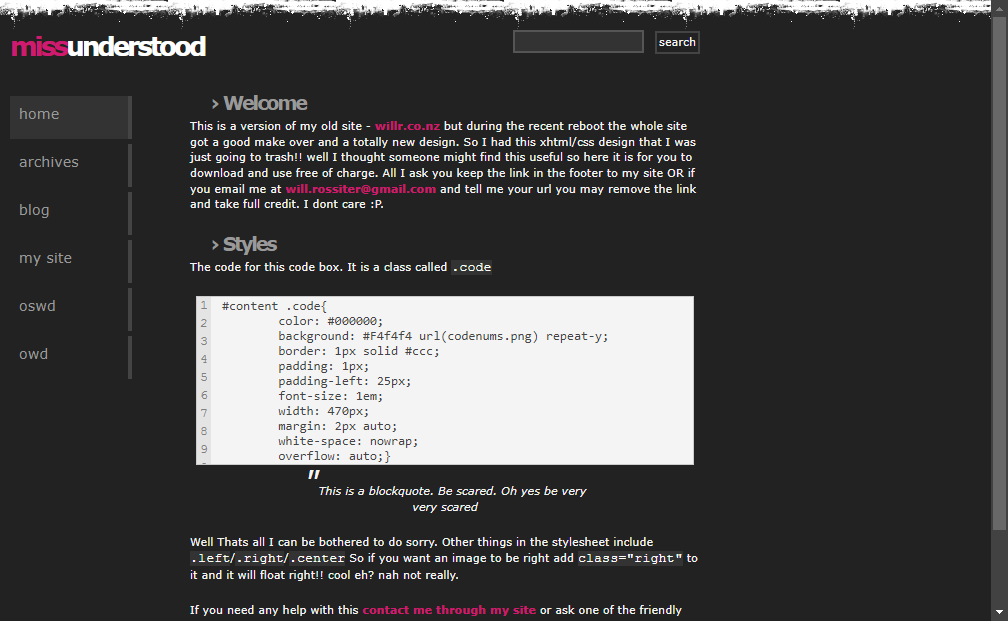 missunderstood
search
home
archives
blog
my site
oswd
owd
› Welcome
This is a version of my old site - willr.co.nz but during the recent reboot the whole site
got a good make over and a totally new design. So I had this xhtml/css design that I was
just going to trash!! well I thought someone might find this useful so here it is for you to
download and use free of charge. All I ask you keep the link in the footer to my site OR if
you email me at will.rossiter@gmail.com and tell me your url you may remove the link
and take full credit. I dont care :P.
› Styles
The code for this code box. It is a class called .code
1 #content .code{
2 color: #000000;
3 background: #F4f4f4 url(codenums.png) repeat-y;
4 border: 1px solid #ccc;
5 padding: 1px;
6 padding-left: 25px;
7 font-size: 1em;
8 width: 470px;
9 margin: 2px auto;
white-space: nowrap;
overflow: auto;}
"
This is a blockquote. Be scared. Oh yes be very
very scared
Well Thats all I can be bothered to do sorry. Other things in the stylesheet include
.left/.right/.center So if you want an image to be right add class="right" to
it and it will float right!! cool eh? nah not really.
If you need any help with this contact me through my site or ask one of the friendly